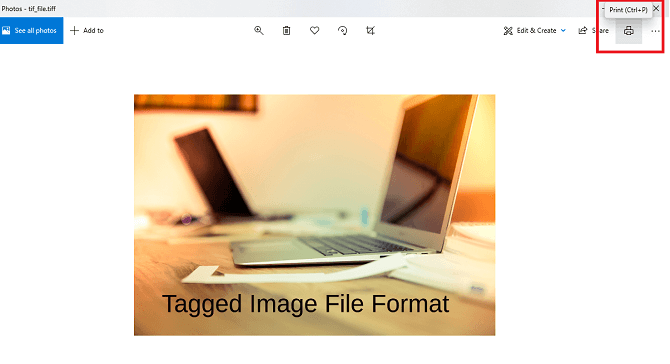 Photos - tif_file.tiff
Print (Ctrl+P)
See all photos
Add to
Edit & Create
Share
Tagged Image File Format